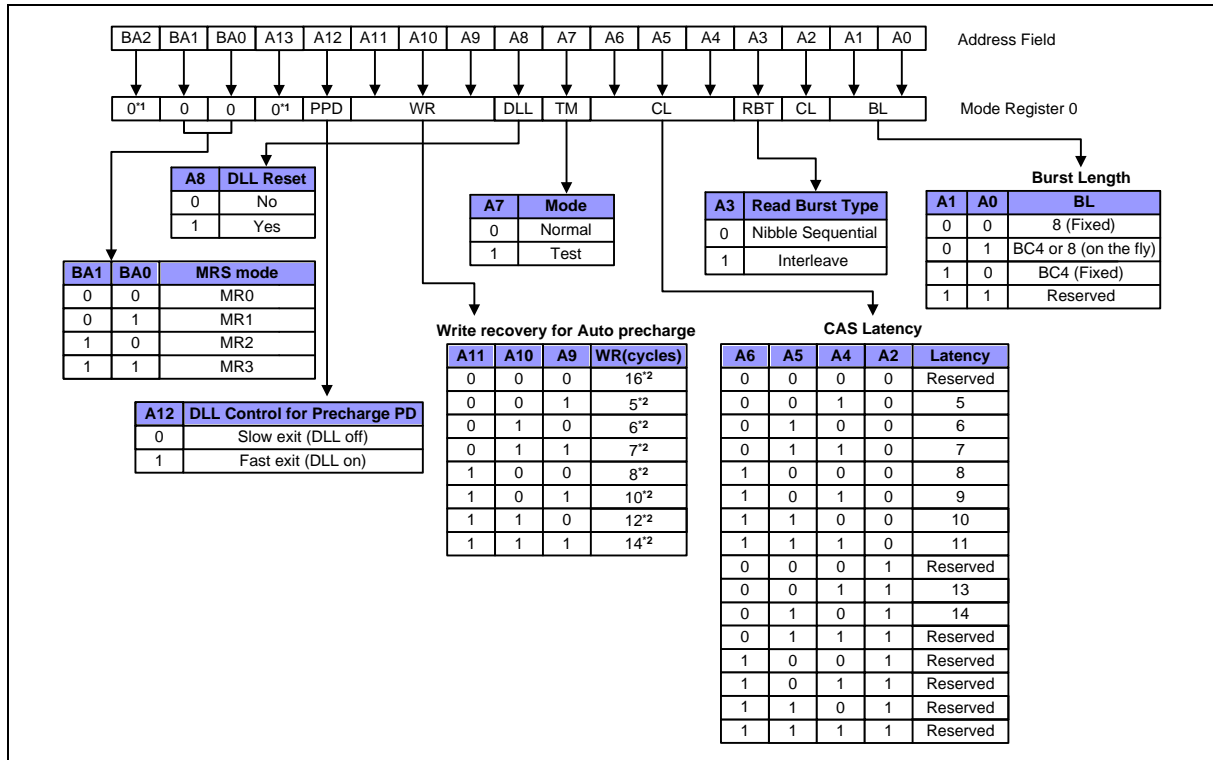 BA2 BA1 BA0 A13 A12 A11 A10 A9 A8 A7 A6 A5 A4 A3 A2 A1 A0 Address Field
0*1 0 0 0*1 PPD WR DLL TM CL RBT CL BL Mode Register 0
A8 DLL Reset
0 No
1 Yes
A7 Mode
0 Normal
1 Test
A3 Read Burst Type
0 Nibble Sequential
1 Interleave
Burst Length
A1 A0 BL
0 0 8 (Fixed)
0 1 BC4 or 8 (on the fly)
1 0 BC4 (Fixed)
1 1 Reserved
BA1 BA0 MRS mode
0 0 MR0
0 1 MR1
1 0 MR2
1 1 MR3
A12 DLL Control for Precharge PD
0 Slow exit (DLL off)
1 Fast exit (DLL on)
Write recovery for Auto precharge
A11 A10 A9 WR(cycles)
0 0 0 16*2
0 0 1 5*2
0 1 0 6*2
0 1 1 7*2
1 0 0 8*2
1 0 1 10*2
1 1 0 12*2
1 1 1 14*2
CAS Latency
A6 A5 A4 A2 Latency
0 0 0 0 Reserved
0 0 1 0 5
0 1 0 0 6
0 1 1 0 7
1 0 0 0 8
1 0 1 0 9
1 1 0 0 10
1 1 1 0 11
0 0 0 1 Reserved
0 0 1 1 13
0 1 0 1 14
0 1 1 1 Reserved
1 0 0 1 Reserved
1 0 1 1 Reserved
1 1 0 1 Reserved
1 1 1 1 Reserved